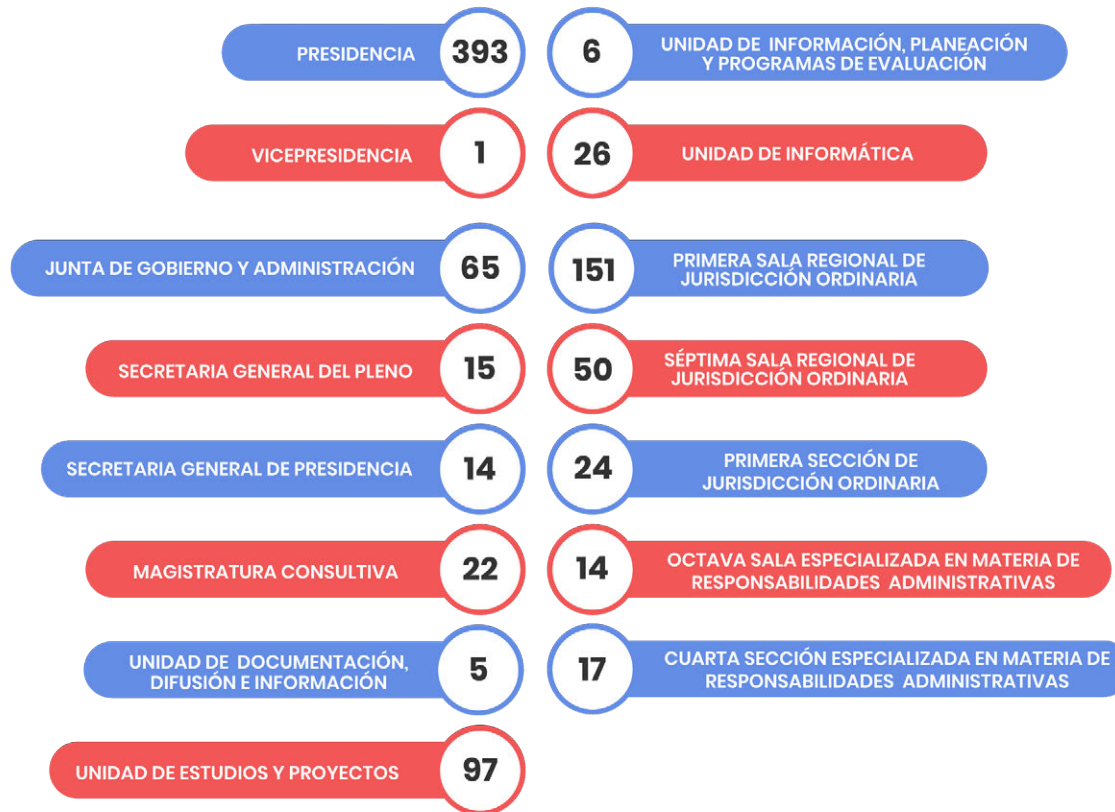 PRESIDENCIA 393
VICEPRESIDENCIA 1
JUNTA DE GOBIERNO Y ADMINISTRACIÓN 65
SECRETARIA GENERAL DEL PLENO 15
SECRETARIA GENERAL DE PRESIDENCIA 14
MAGISTRATURA CONSULTIVA 22
UNIDAD DE DOCUMENTACIÓN,
DIFUSIÓN E INFORMACIÓN 5
UNIDAD DE ESTUDIOS Y PROYECTOS 97
6 UNIDAD DE INFORMACIÓN, PLANEACIÓN
Y PROGRAMAS DE EVALUACIÓN
26 UNIDAD DE INFORMÁTICA
151 PRIMERA SALA REGIONAL DE
JURISDICCIÓN ORDINARIA
50 SÉPTIMA SALA REGIONAL DE
JURISDICCIÓN ORDINARIA
24 PRIMERA SECCIÓN DE
JURISDICCIÓN ORDINARIA
14 OCTAVA SALA ESPECIALIZADA EN MATERIA DE
RESPONSABILIDADES ADMINISTRATIVAS
17 CUARTA SECCIÓN ESPECIALIZADA EN MATERIA DE
RESPONSABILIDADES ADMINISTRATIVAS